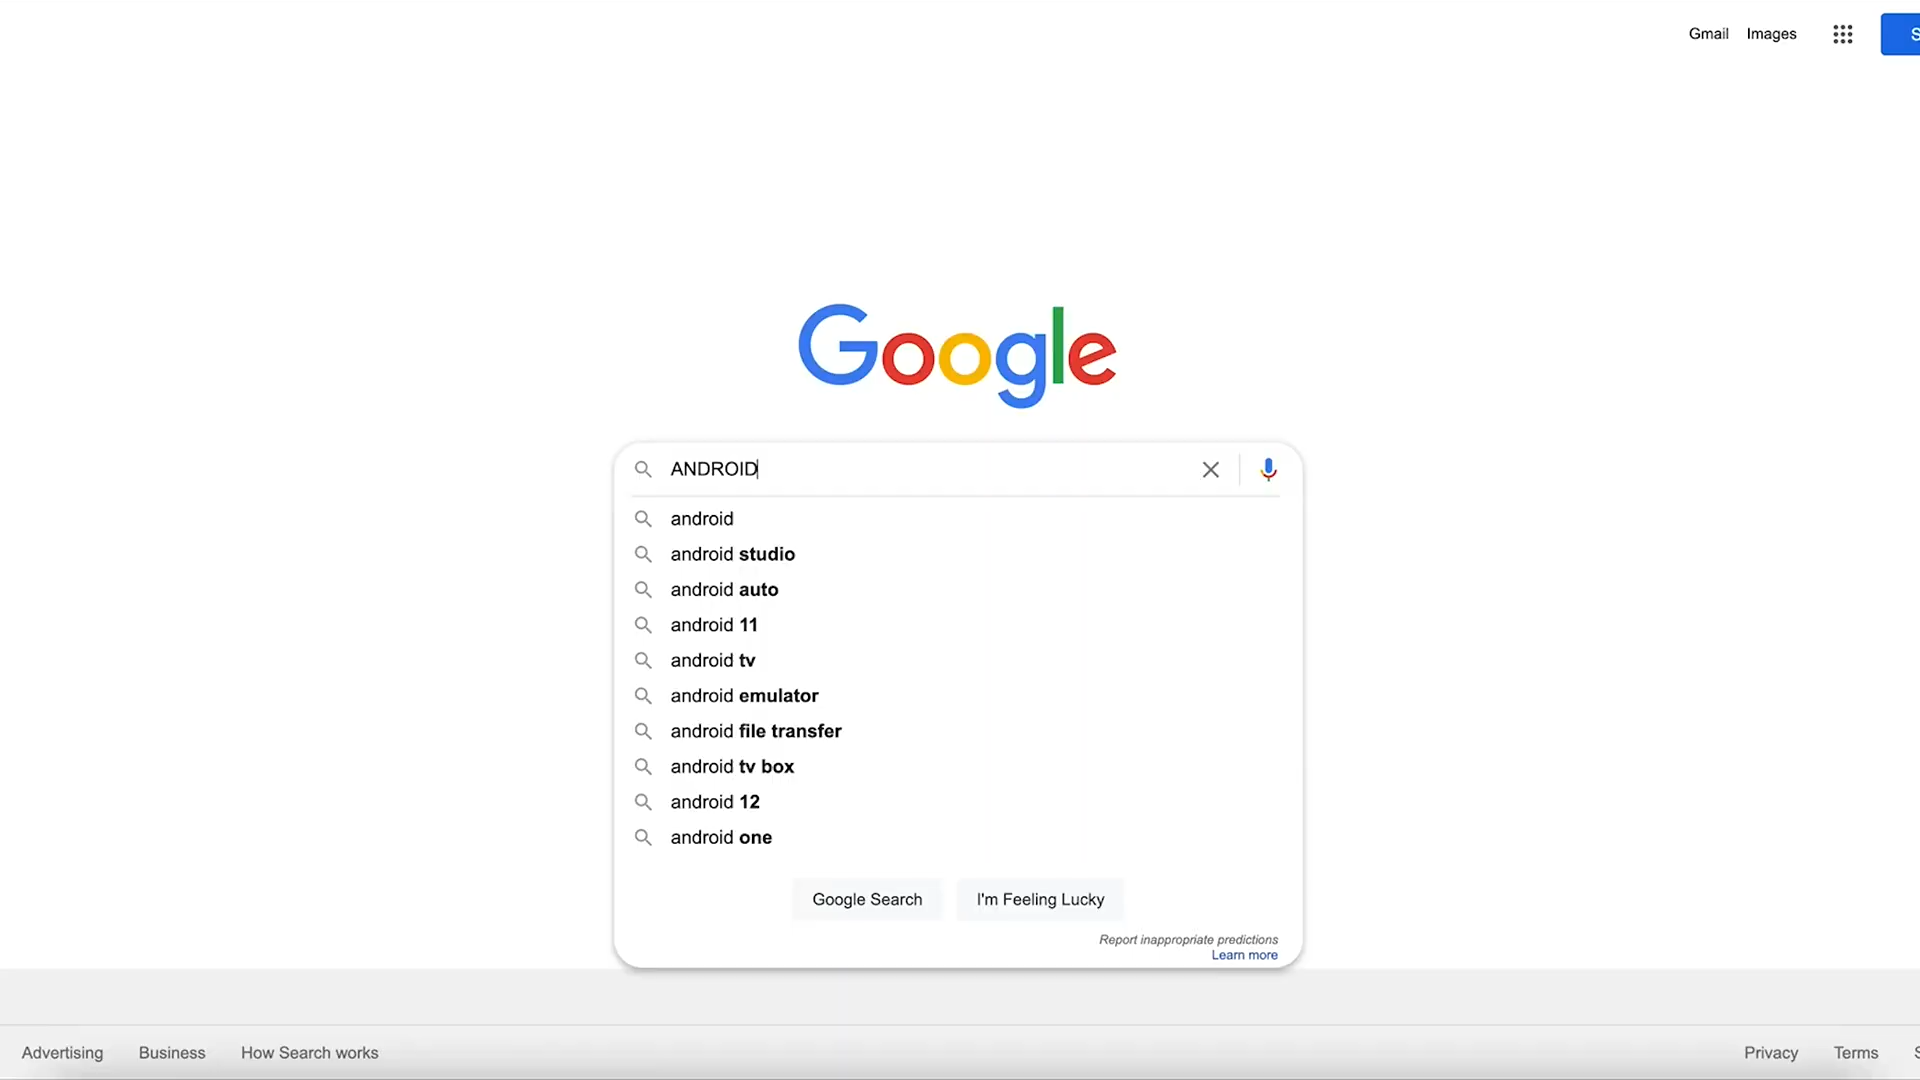 Gmail Images
Google
ANDROID
android
android studio
android auto
android 11
android tv
android emulator
android file transfer
android tv box
android 12
android one
Google Search I'm Feeling Lucky
Report inappropriate predictions
Learn more
Advertising Business How Search works Privacy Terms